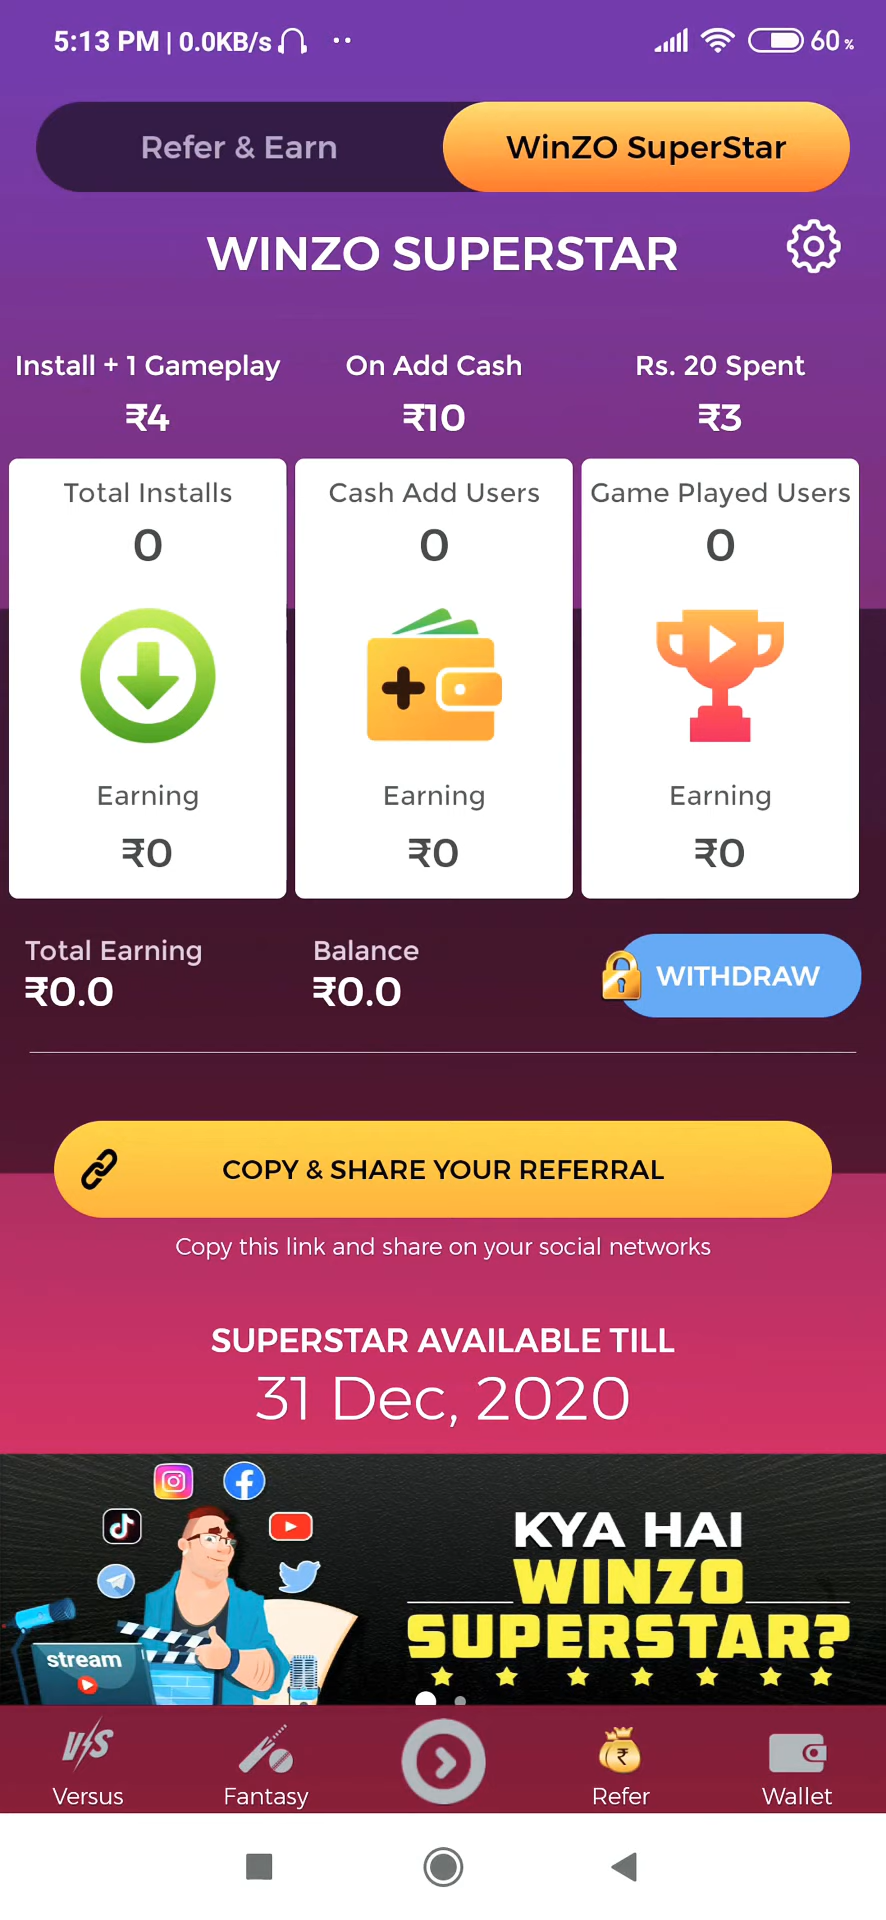 5:13 PM | 0.0KB/s
60 %
Refer & Earn
WinZO SuperStar
WINZO SUPERSTAR
Install + 1 Gameplay
₹4
On Add Cash
₹10
Rs. 20 Spent
₹3
Total Installs
0
Cash Add Users
0
Game Played Users
0
Earning
₹0
Earning
₹0
Earning
₹0
Total Earning
₹0.0
Balance
₹0.0
WITHDRAW
COPY & SHARE YOUR REFERRAL
Copy this link and share on your social networks
SUPERSTAR AVAILABLE TILL
31 Dec, 2020
KYA HAI
WINZO
SUPERSTAR?
stream
V/S
Versus
Fantasy
Refer
Wallet